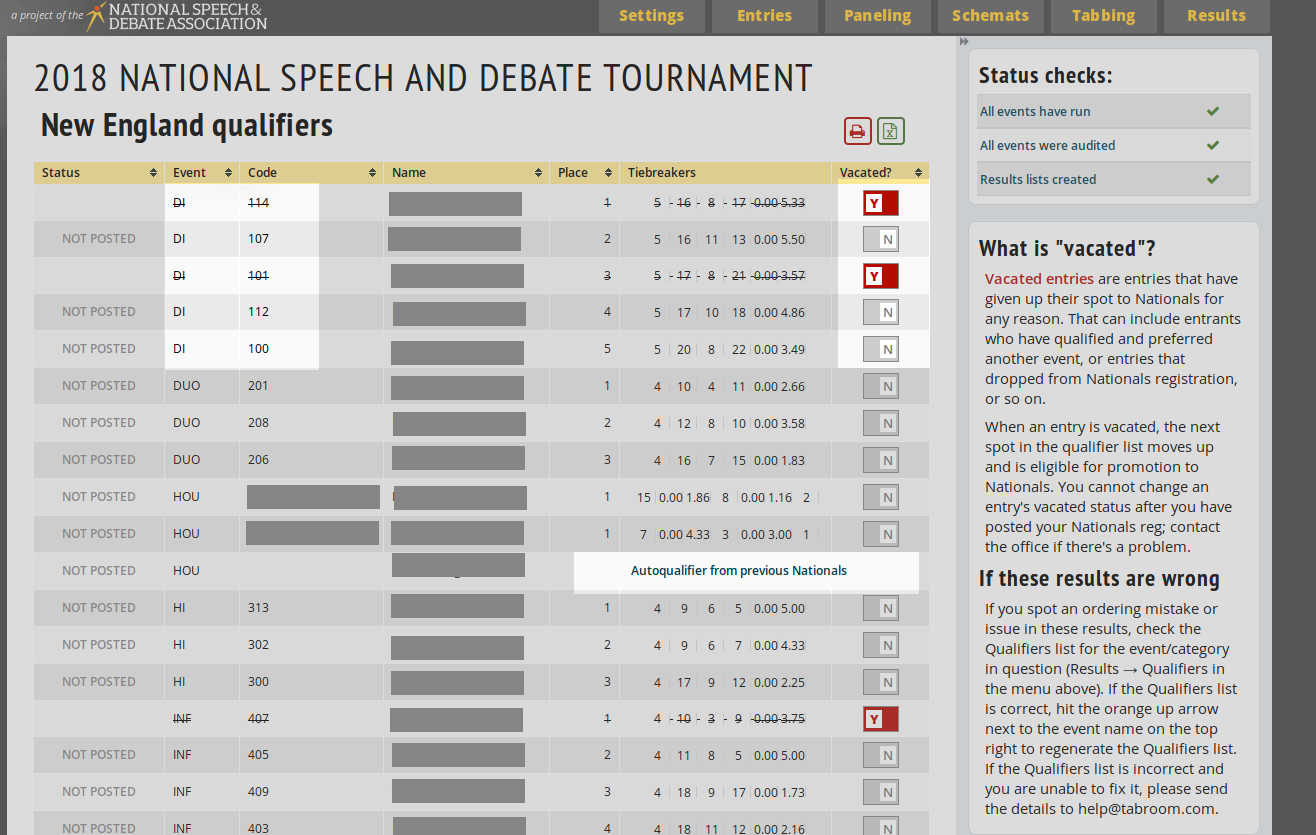 a project of the NATIONAL SPEECH & DEBATE ASSOCIATION
Settings Entries Paneling Schemats Tabbing Results
2018 NATIONAL SPEECH AND DEBATE TOURNAMENT
New England qualifiers
Status Event Code Name Place Tiebreakers Vacated?
DI 114 1 5 16 8 17 0.00 5.33 Y
NOT POSTED DI 107 2 5 16 11 13 0.00 5.50 N
DI 101 3 5 17 8 21 0.00 3.57 Y
NOT POSTED DI 112 4 5 17 10 18 0.00 4.86 N
NOT POSTED DI 100 5 5 20 8 22 0.00 3.49 N
NOT POSTED DUO 201 1 4 10 4 11 0.00 2.66 N
NOT POSTED DUO 208 2 4 12 8 10 0.00 3.58 N
NOT POSTED DUO 206 3 4 16 7 15 0.00 1.83 N
NOT POSTED HOU 1 15 0.00 1.86 8 0.00 1.16 2 N
NOT POSTED HOU 1 7 0.00 4.33 3 0.00 3.00 1 N
NOT POSTED HOU Autoqualifier from previous Nationals
NOT POSTED HI 313 1 4 9 6 5 0.00 5.00 N
NOT POSTED HI 302 2 4 9 6 7 0.00 4.33 N
NOT POSTED HI 300 3 4 17 9 12 0.00 2.25 N
INF 407 1 4 10 3 9 0.00 3.75 Y
NOT POSTED INF 405 2 4 11 8 5 0.00 5.00 N
NOT POSTED INF 409 3 4 18 9 17 0.00 1.73 N
NOT POSTED INF 403 4 4 18 11 12 0.00 2.16 N
Status checks:
All events have run
All events were audited
Results lists created
What is "vacated"?
Vacated entries are entries that have
given up their spot to Nationals for
any reason. That can include entrants
who have qualified and preferred
another event, or entries that
dropped from Nationals registration,
or so on.
When an entry is vacated, the next
spot in the qualifier list moves up
and is eligible for promotion to
Nationals. You cannot change an
entry's vacated status after you have
posted your Nationals reg; contact
the office if there's a problem.
If these results are wrong
If you spot an ordering mistake or
issue in these results, check the
Qualifiers list for the event/category
in question (Results → Qualifiers in
the menu above). If the Qualifiers list
is correct, hit the orange up arrow
next to the event name on the top
right to regenerate the Qualifiers list.
If the Qualifiers list is incorrect and
you are unable to fix it, please send
the details to help@tabroom.com.